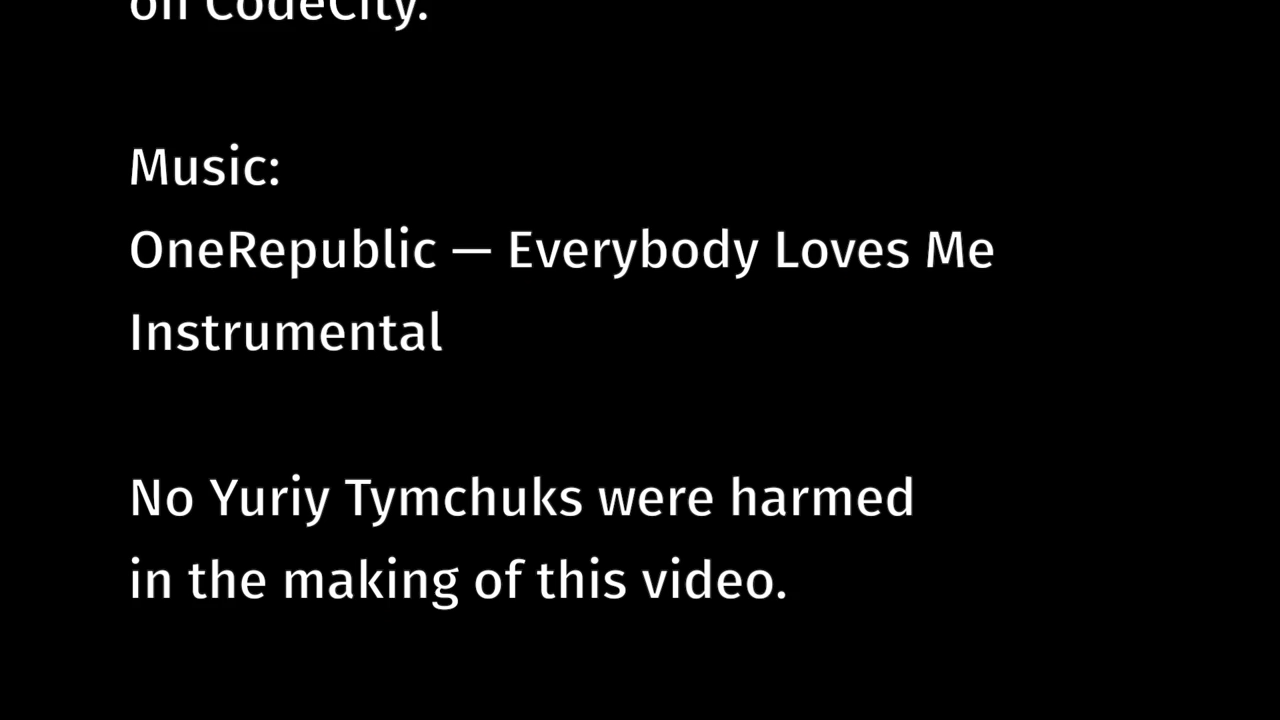 on CodeCity.
Music:
OneRepublic — Everybody Loves Me
Instrumental
No Yuriy Tymchuks were harmed
in the making of this video.